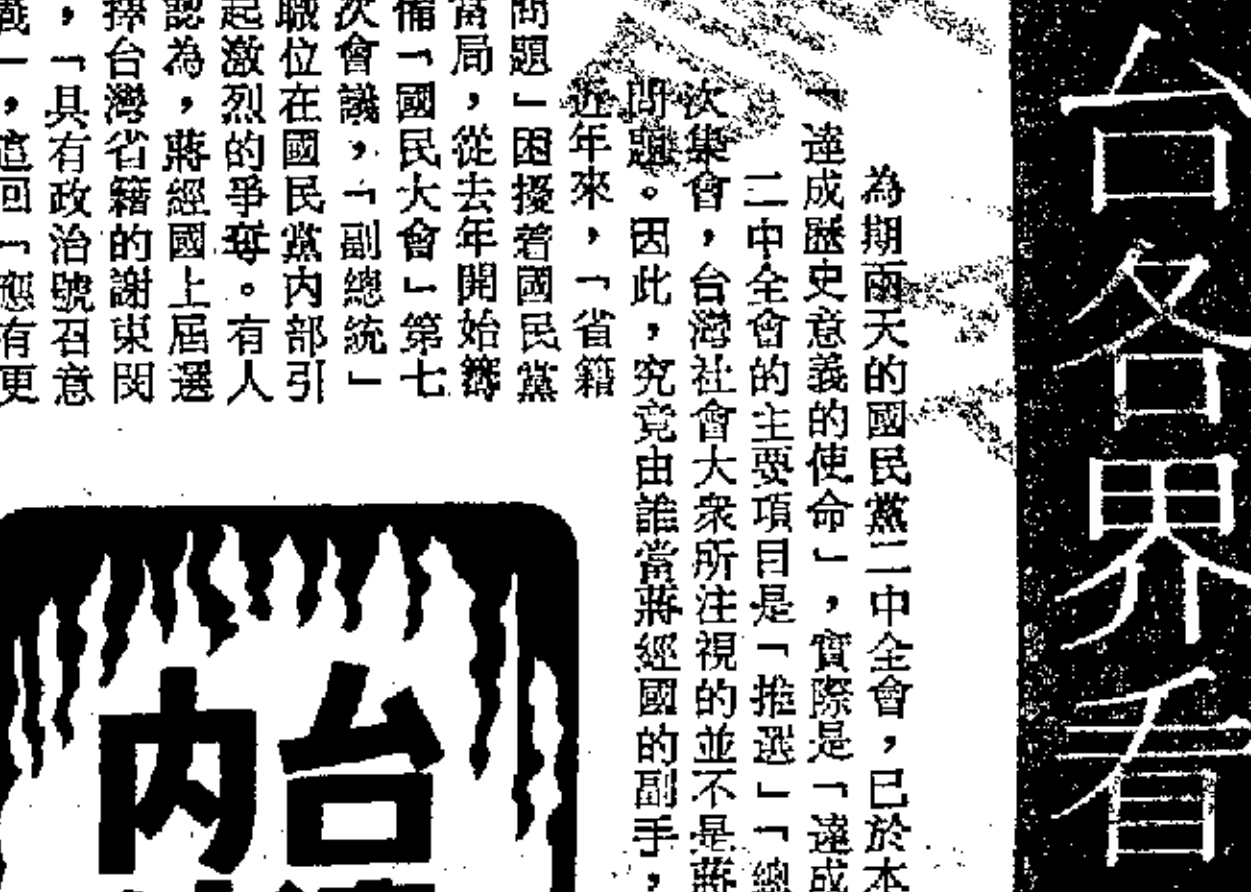 台各界看
為期兩天的國民黨二中全會，已於本
達成歷史意義的使命」，實際是「達成
二中全會的主要項目是「推選」「總
次集會，台灣社會大衆所注視的並不是蔣
問題。因此，究竟由誰當蔣經國的副手，
近年來，「省籍
問題」困擾着國民黨
當局，從去年開始籌
備「國民大會」第七
次會議，「副總統」
職位在國民黨內部引
起激烈的爭奪。有人
認為，蔣經國上屆選
擇台灣省籍的謝東閔
，「具有政治號召意
義」，這回「應有更
台
內